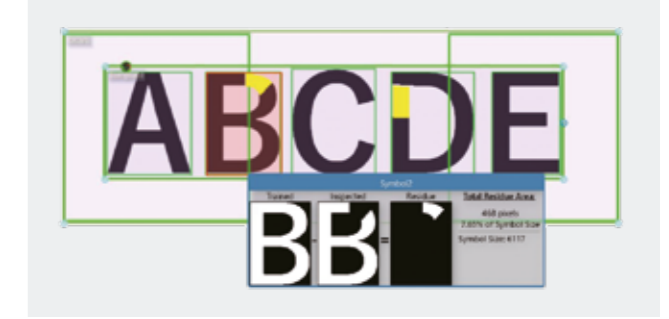 ABCDE
Symbol2
Trained Inspected Residue Total Residue Area:
B - B =
468 pixels
7.65% of Symbol Size
Symbol Size: 6117